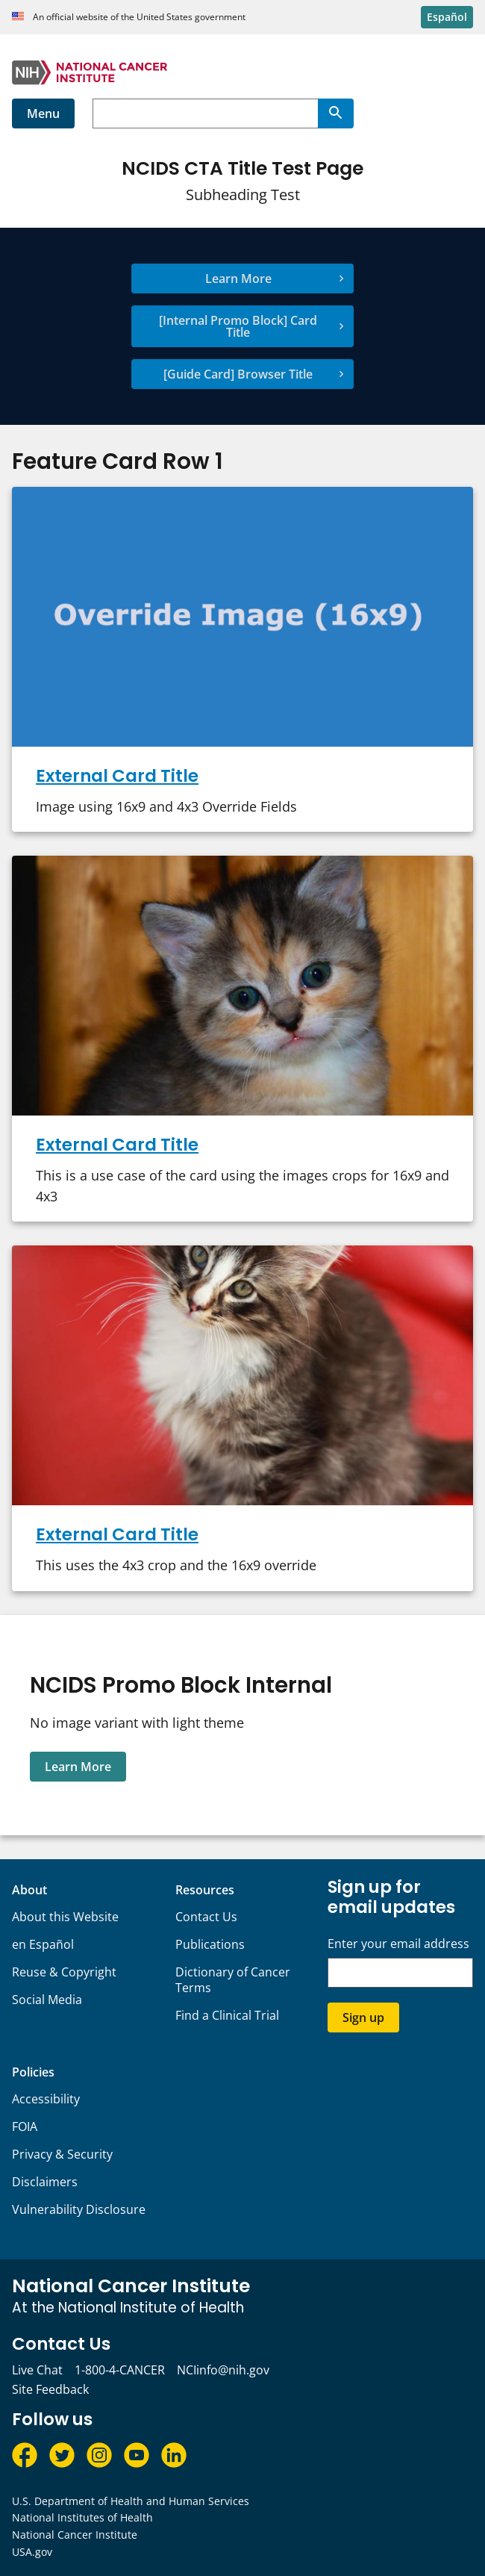 An official website of the United States government
Español
NIH NATIONAL CANCER
INSTITUTE
Menu
NCIDS CTA Title Test Page
Subheading Test
Learn More
[Internal Promo Block] Card
Title
[Guide Card] Browser Title
Feature Card Row 1
Override Image (16x9)
External Card Title
Image using 16x9 and 4x3 Override Fields
External Card Title
This is a use case of the card using the images crops for 16x9 and
4x3
External Card Title
This uses the 4x3 crop and the 16x9 override
NCIDS Promo Block Internal
No image variant with light theme
Learn More
About
About this Website
en Español
Reuse & Copyright
Social Media
Resources
Contact Us
Publications
Dictionary of Cancer
Terms
Find a Clinical Trial
Sign up for
email updates
Enter your email address
Sign up
Policies
Accessibility
FOIA
Privacy & Security
Disclaimers
Vulnerability Disclosure
National Cancer Institute
At the National Institute of Health
Contact Us
Live Chat 1-800-4-CANCER NCIinfo@nih.gov
Site Feedback
Follow us
U.S. Department of Health and Human Services
National Institutes of Health
National Cancer Institute
USA.gov